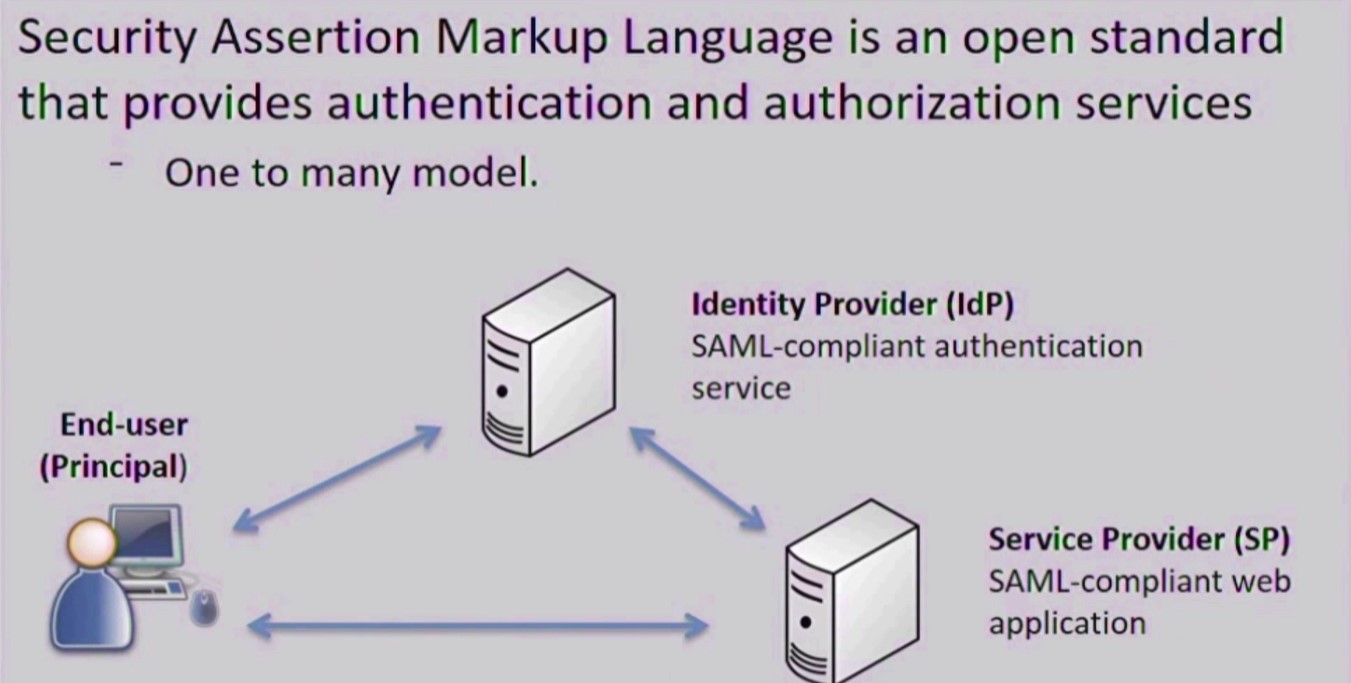 Security Assertion Markup Language is an open standard
that provides authentication and authorization services
- One to many model.
Identity Provider (IdP)
SAML-compliant authentication
service
End-user
(Principal)
Service Provider (SP)
SAML-compliant web
application